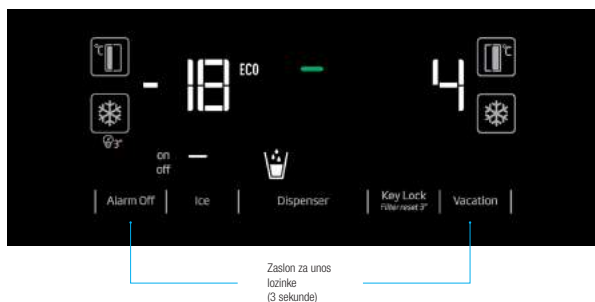 °C
-18 ECO
4
°C
3"
on
off
Alarm Off
Ice
Dispenser
Key Lock
Filter reset 3"
Vacation
Zaslon za unos
lozinke
(3 sekunde)